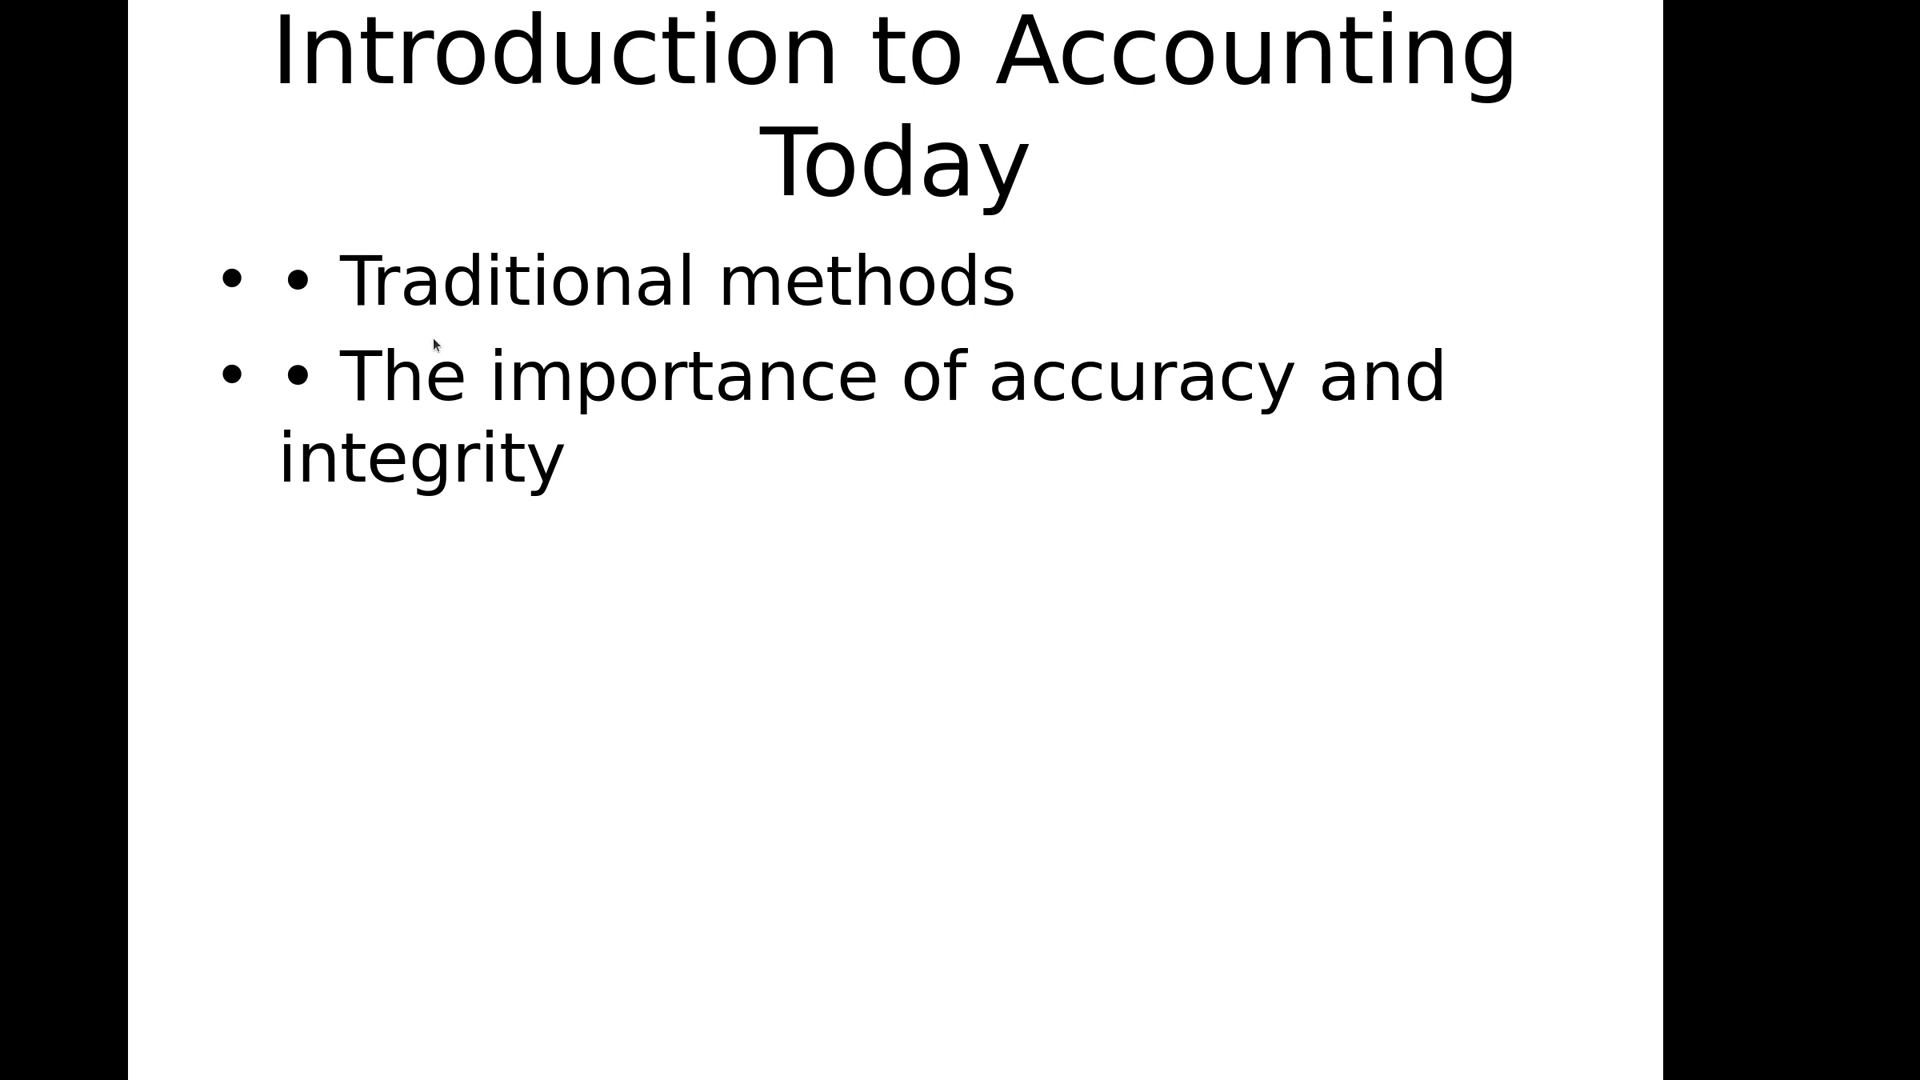 Introduction to Accounting
Today
• • Traditional methods
• • The importance of accuracy and
integrity